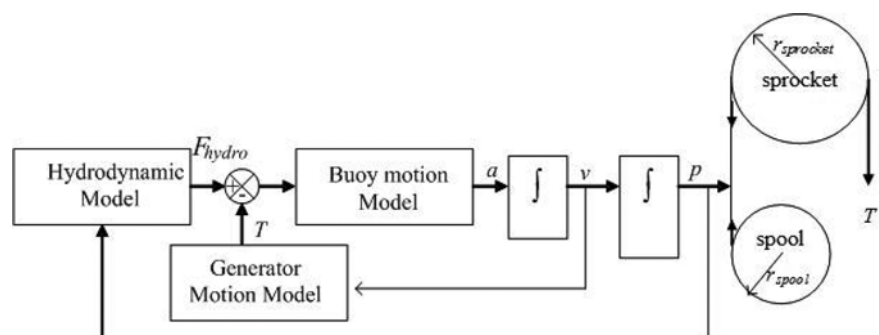 Hydrodynamic
Model
F_hydro
+
-
T
Buoy motion
Model
a
∫
v
∫
p
Generator
Motion Model
r_sprocket
sprocket
T
spool
r_spool